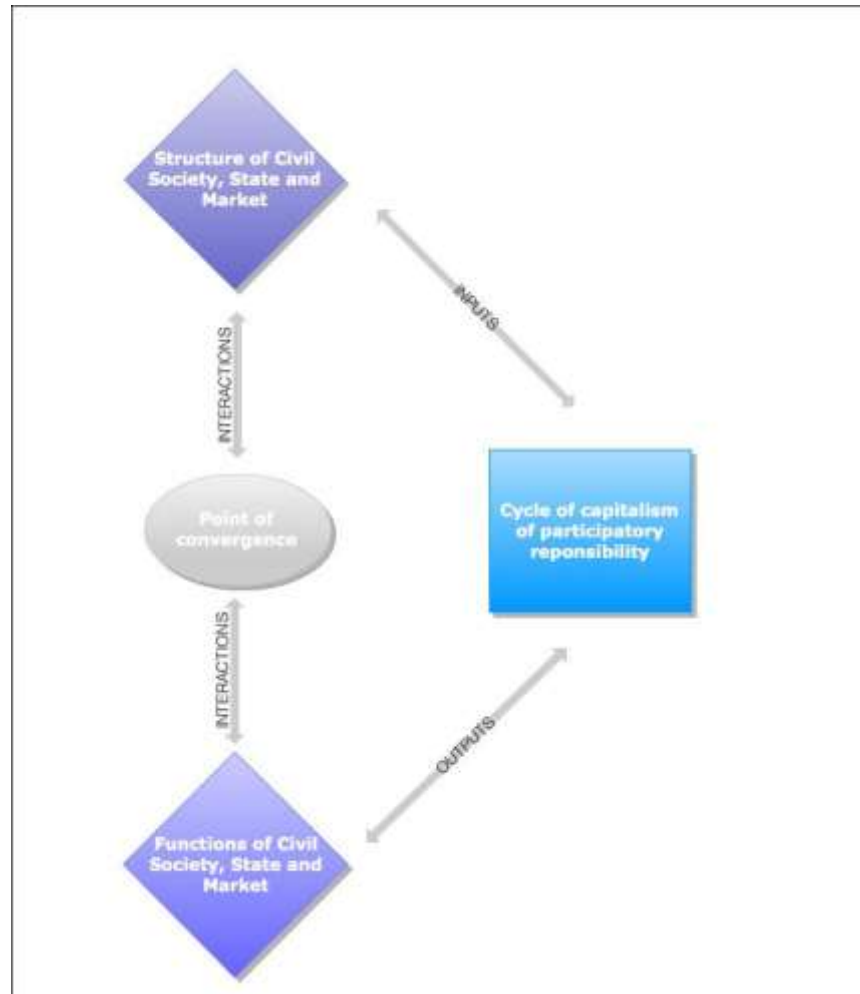 Structure of Civil
Society, State and
Market
INPUTS
INTERACTIONS
Point of
convergence
Cycle of capitalism
of participatory
reponsibility
INTERACTIONS
OUTPUTS
Functions of Civil
Society, State and
Market